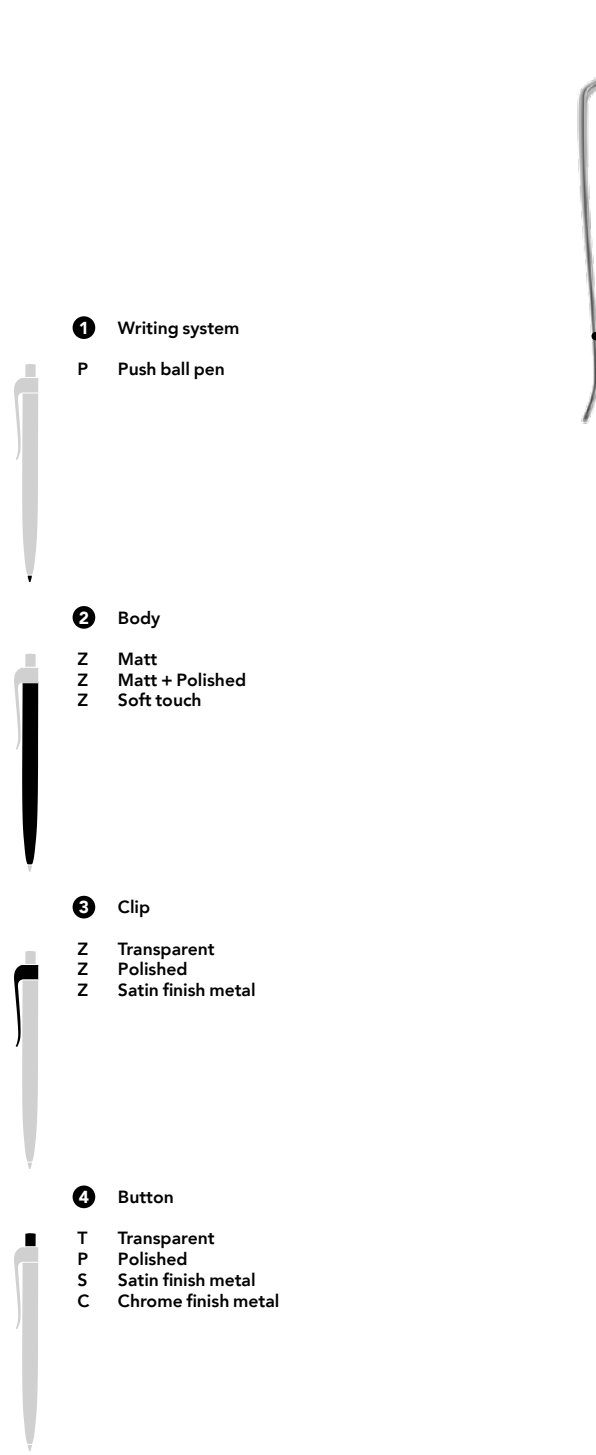 1 Writing system
P Push ball pen
2 Body
Z Matt
Z Matt + Polished
Z Soft touch
3 Clip
Z Transparent
Z Polished
Z Satin finish metal
4 Button
T Transparent
P Polished
S Satin finish metal
C Chrome finish metal